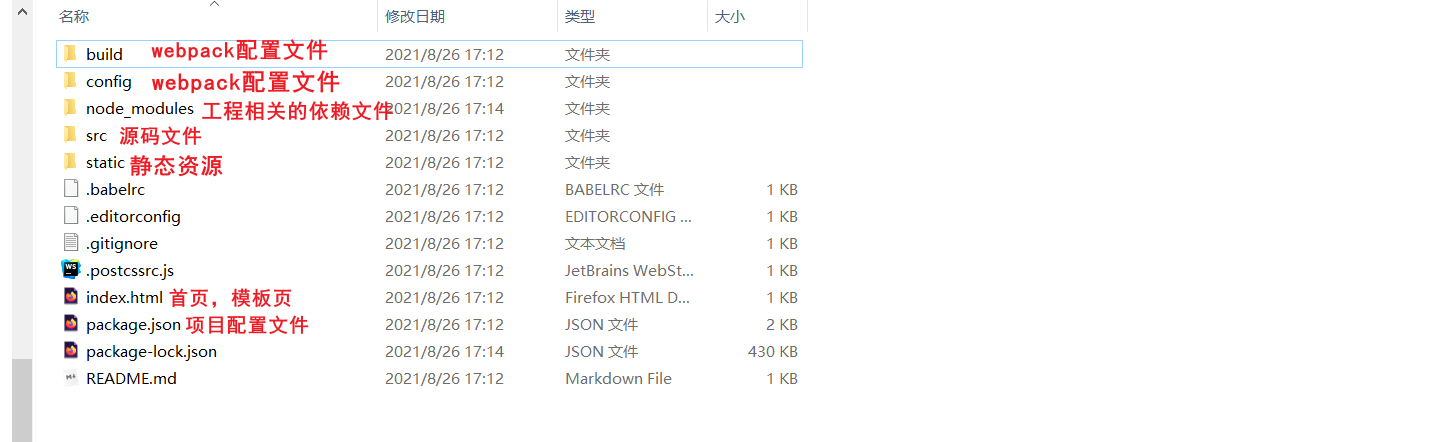 名称 修改日期 类型 大小
build webpack配置文件 2021/8/26 17:12 文件夹
config webpack配置文件 2021/8/26 17:12 文件夹
node_modules 工程相关的依赖文件 2021/8/26 17:14 文件夹
src 源码文件 2021/8/26 17:12 文件夹
static 静态资源 2021/8/26 17:12 文件夹
.babelrc 2021/8/26 17:12 BABELRC 文件 1 KB
.editorconfig 2021/8/26 17:12 EDITORCONFIG ... 1 KB
.gitignore 2021/8/26 17:12 文本文档 1 KB
WS .postcssrc.js 2021/8/26 17:12 JetBrains WebSt... 1 KB
index.html 首页，模板页 2021/8/26 17:12 Firefox HTML D... 1 KB
package.json 项目配置文件 2021/8/26 17:12 JSON 文件 2 KB
package-lock.json 2021/8/26 17:14 JSON 文件 430 KB
README.md 2021/8/26 17:12 Markdown File 1 KB